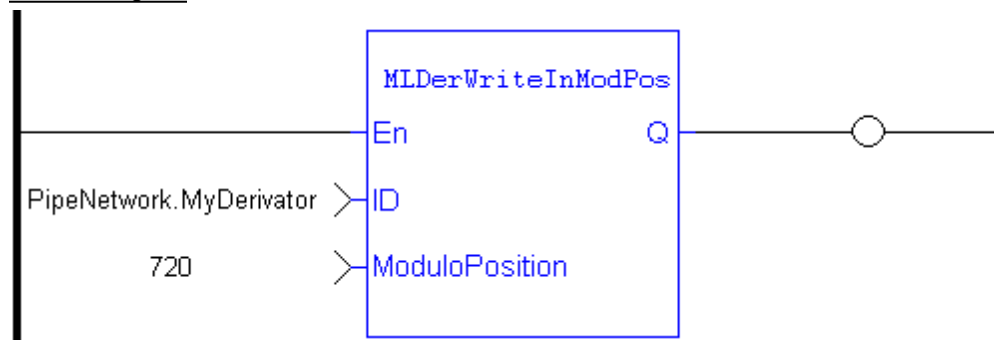 MLDerWriteInModPos
En Q
PipeNetwork.MyDerivator ID
720 ModuloPosition